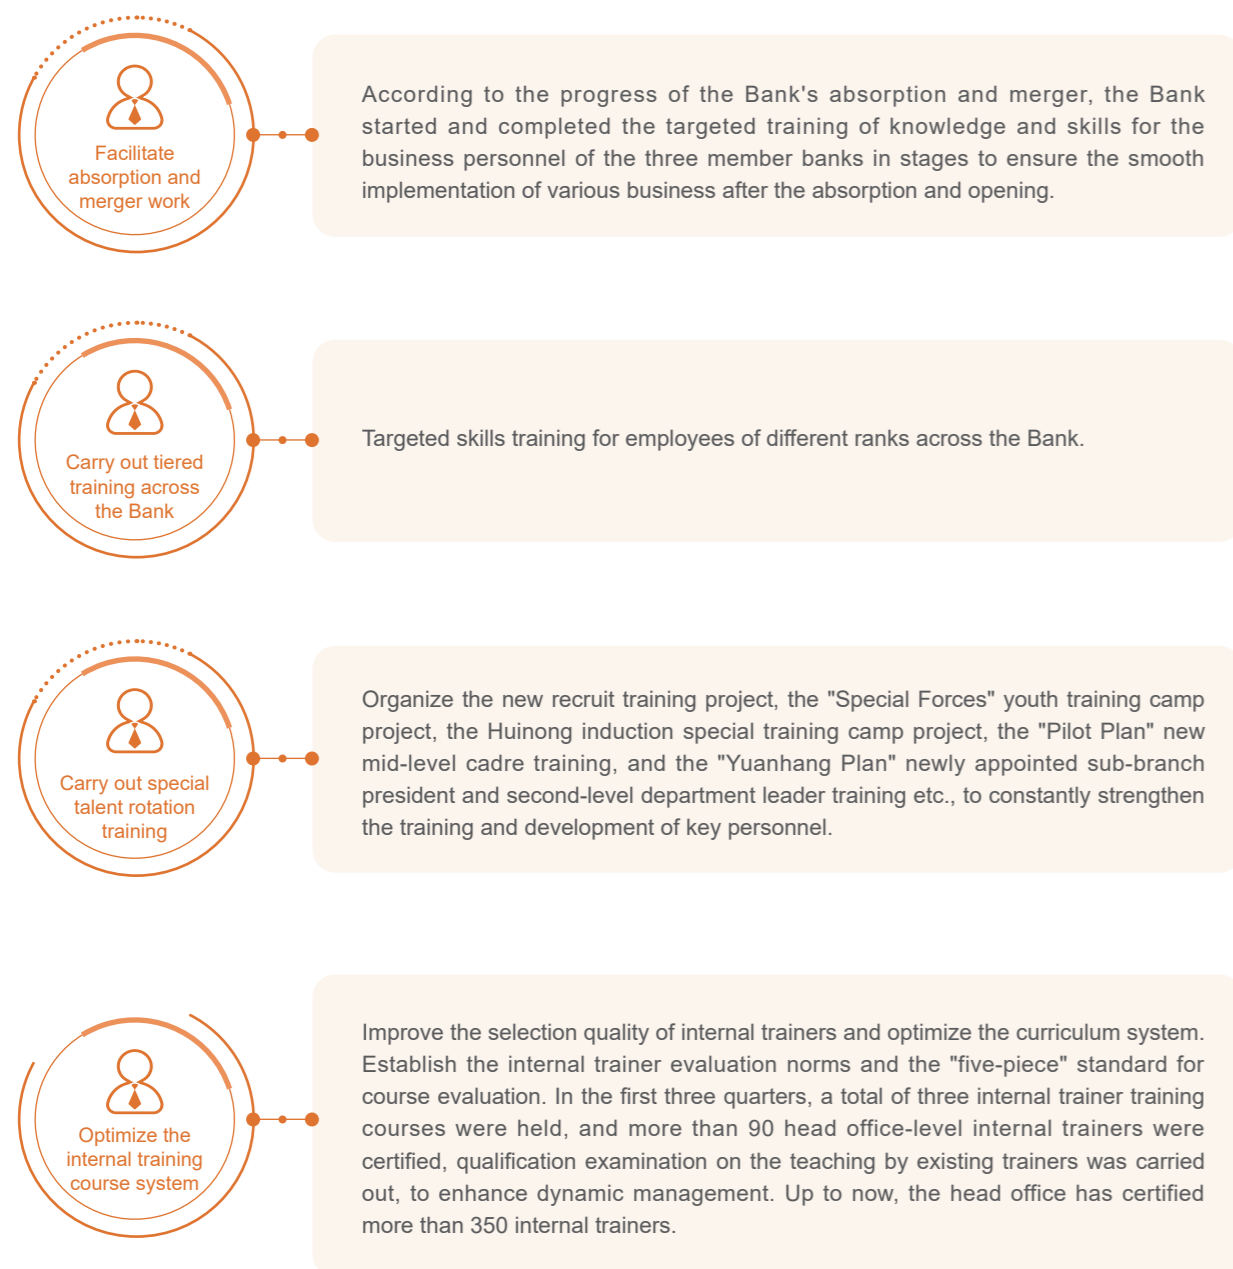 Facilitate
absorption and
merger work
According to the progress of the Bank's absorption and merger, the Bank
started and completed the targeted training of knowledge and skills for the
business personnel of the three member banks in stages to ensure the smooth
implementation of various business after the absorption and opening.
Carry out tiered
training across
the Bank
Targeted skills training for employees of different ranks across the Bank.
Carry out special
talent rotation
training
Organize the new recruit training project, the "Special Forces" youth training camp
project, the Huinong induction special training camp project, the "Pilot Plan" new
mid-level cadre training, and the "Yuanhang Plan" newly appointed sub-branch
president and second-level department leader training etc., to constantly strengthen
the training and development of key personnel.
Optimize the
internal training
course system
Improve the selection quality of internal trainers and optimize the curriculum system.
Establish the internal trainer evaluation norms and the "five-piece" standard for
course evaluation. In the first three quarters, a total of three internal trainer training
courses were held, and more than 90 head office-level internal trainers were
certified, qualification examination on the teaching by existing trainers was carried
out, to enhance dynamic management. Up to now, the head office has certified
more than 350 internal trainers.